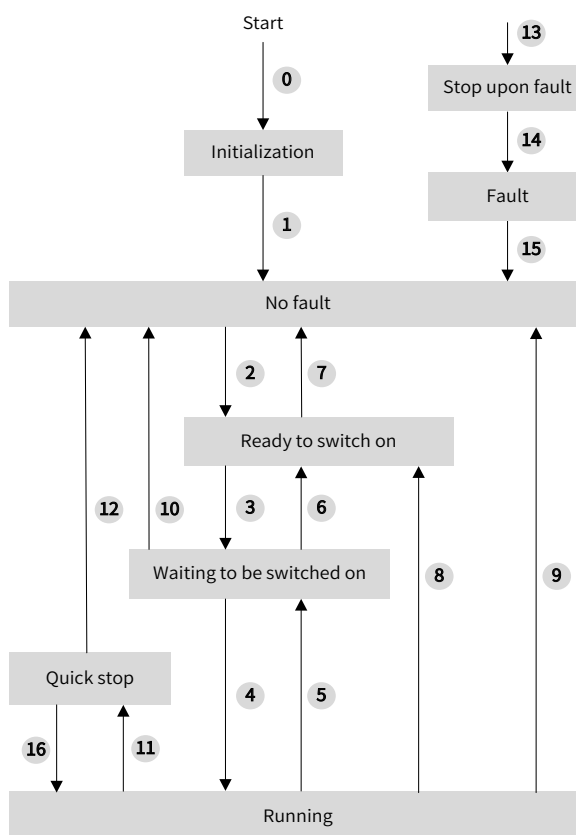 Start
13
0
Stop upon fault
14
Initialization
Fault
1
15
No fault
2
7
Ready to switch on
12
10
3
6
8
9
Waiting to be switched on
Quick stop
4
5
16
11
Running